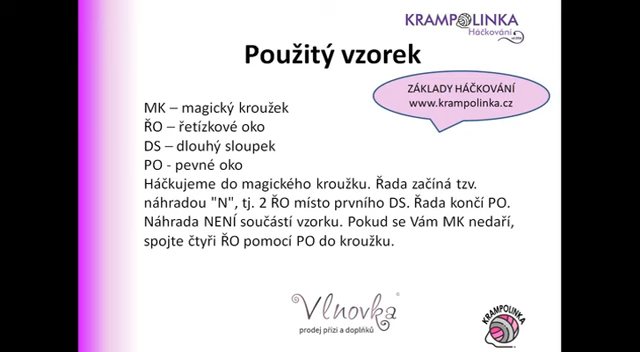 KRAMPOLINKA
Háčkování
Použitý vzorek
ZÁKLADY HÁČKOVÁNÍ
www.krampolinka.cz
MK – magický kroužek
ŘO – řetízkové oko
DS – dlouhý sloupek
PO - pevné oko
Háčkujeme do magického kroužku. Řada začíná tzv.
náhradou "N", tj. 2 ŘO místo prvního DS. Řada končí PO.
Náhrada NENÍ součástí vzorku. Pokud se Vám MK nedaří,
spojte čtyři ŘO pomocí PO do kroužku.
Vlnovka®
prodej přízí a doplňků
KRAMPOLINKA